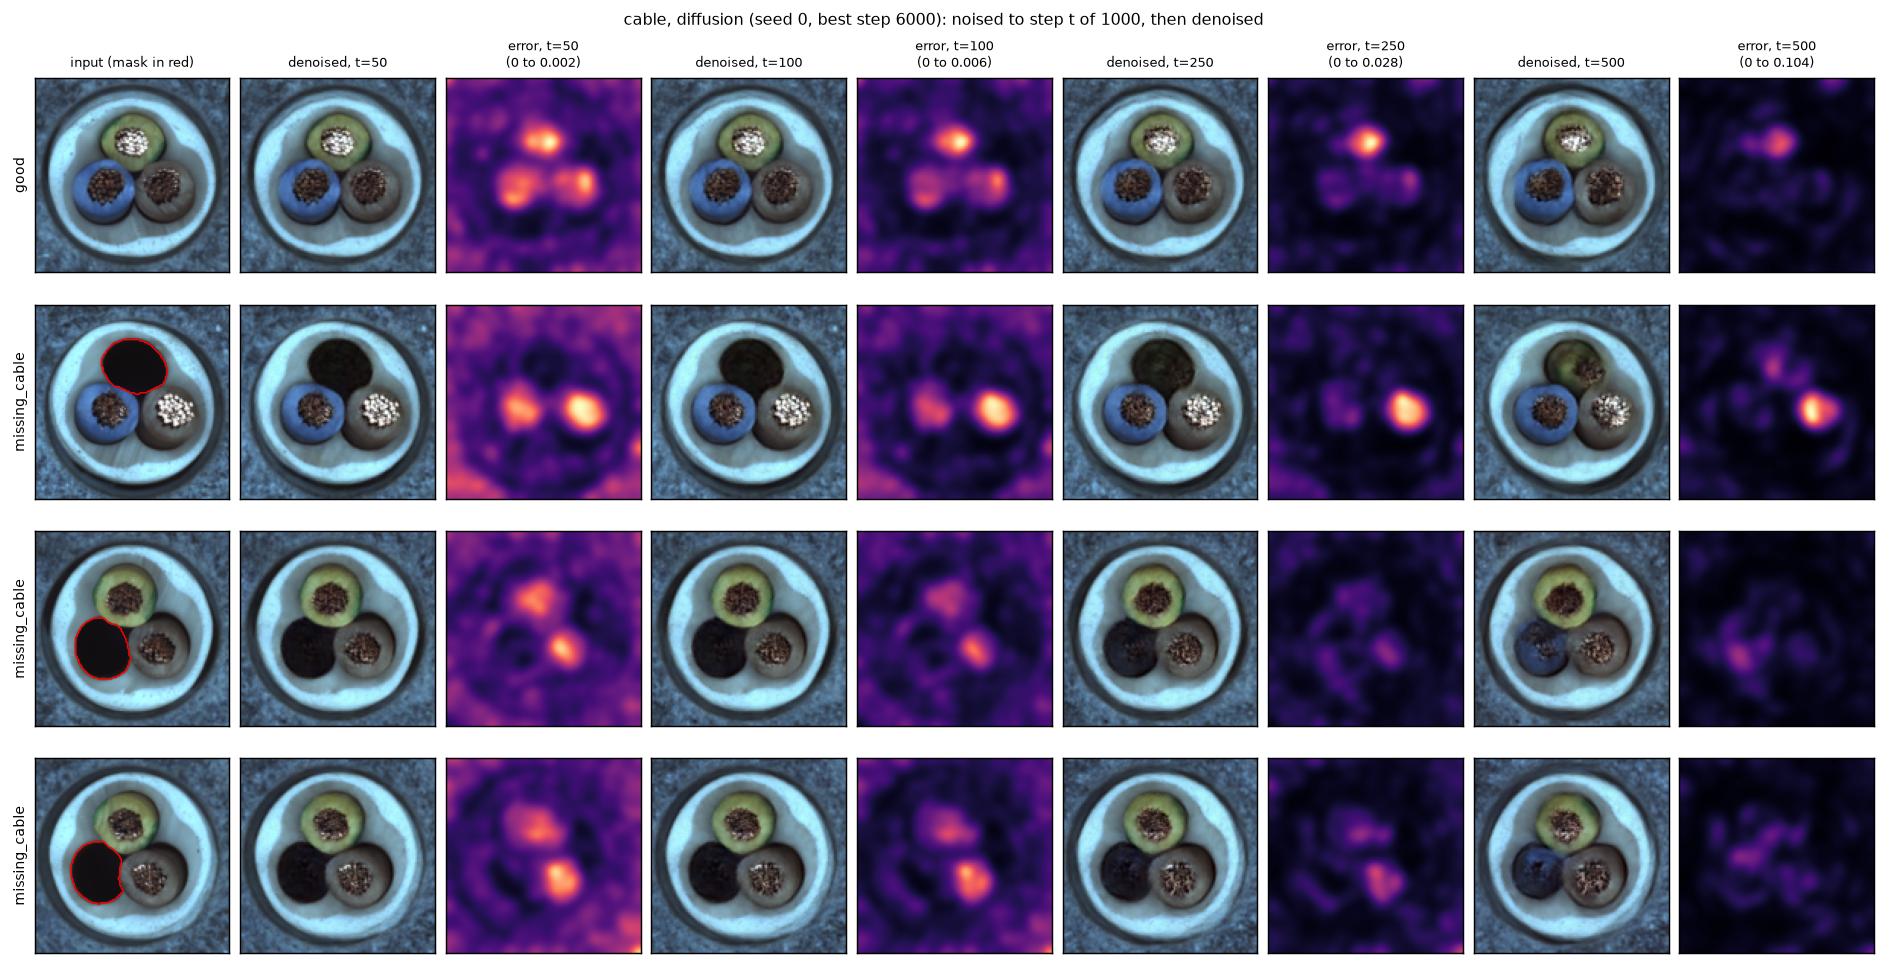 cable, diffusion (seed 0, best step 6000): noised to step t of 1000, then denoised
input (mask in red)
denoised, t=50
error, t=50
(0 to 0.002)
denoised, t=100
error, t=100
(0 to 0.006)
denoised, t=250
error, t=250
(0 to 0.028)
denoised, t=500
error, t=500
(0 to 0.104)
good
missing_cable
missing_cable
missing_cable